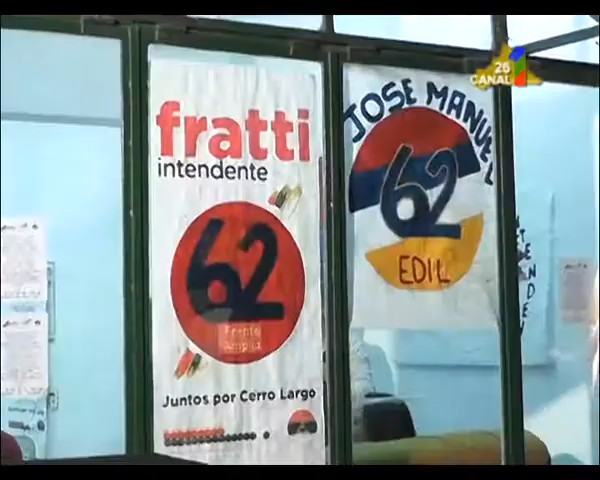 26
CANAL
fratti
intendente
62
Frente
Amplio
Juntos por Cerro Largo
JOSE MANUEL
62
EDIL